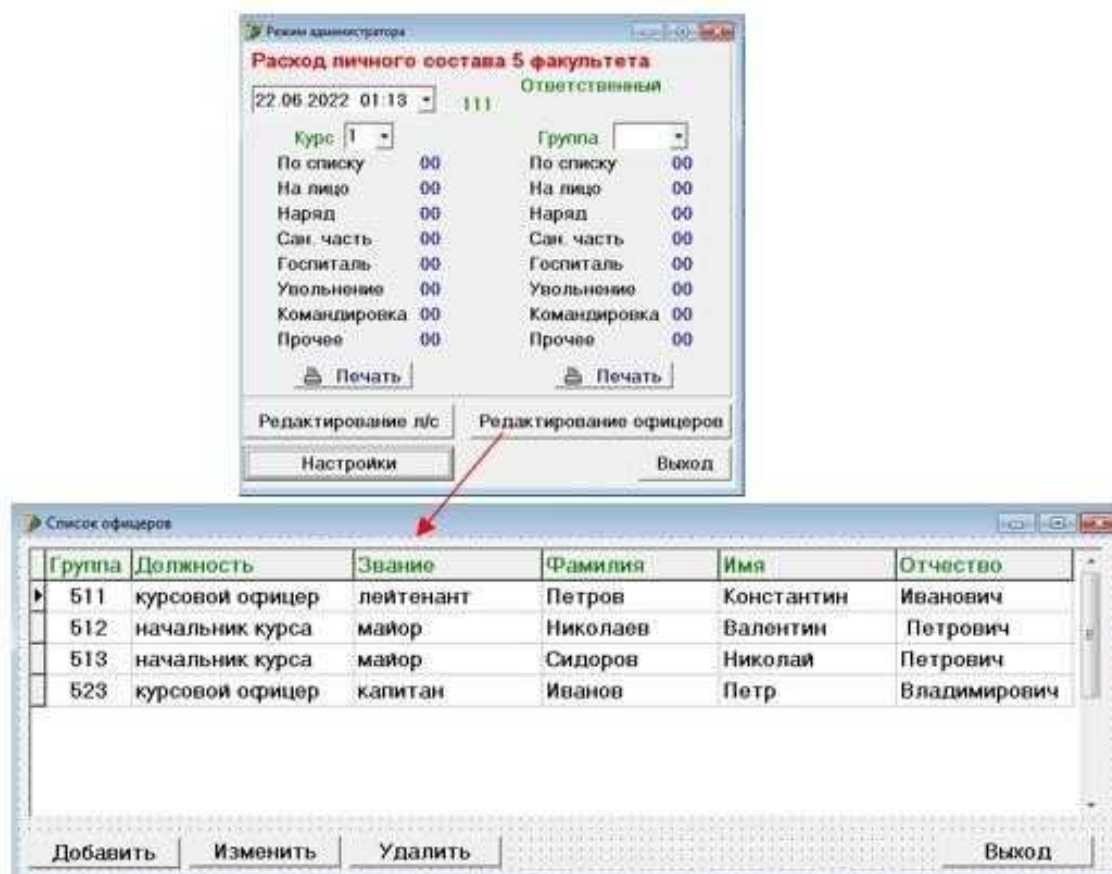 Режим администратора
Расход личного состава 5 факультета
Ответственный
22.06.2022 01:13 111
Курс 1 Группа
По списку 00 По списку 00
На лицо 00 На лицо 00
Наряд 00 Наряд 00
Сан. часть 00 Сан. часть 00
Госпиталь 00 Госпиталь 00
Увольнение 00 Увольнение 00
Командировка 00 Командировка 00
Прочее 00 Прочее 00
Печать Печать
Редактирование л/с Редактирование офицеров
Настройки Выход
Список офицеров
Группа Должность Звание Фамилия Имя Отчество
511 курсовой офицер лейтенант Петров Константин Иванович
512 начальник курса майор Николаев Валентин Петрович
513 начальник курса майор Сидоров Николай Петрович
523 курсовой офицер капитан Иванов Петр Владимирович
Добавить Изменить Удалить Выход